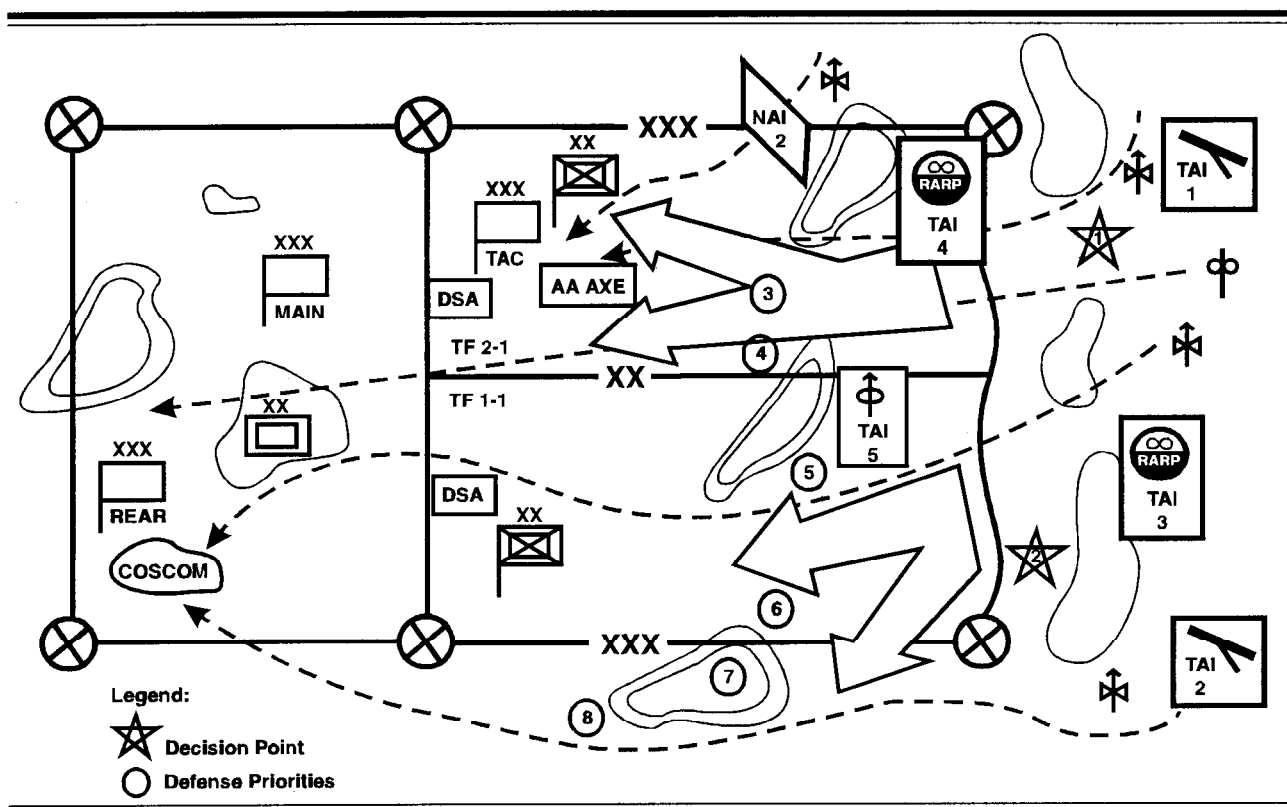 XXX
NAI
2
XX
RARP
TAI
4
TAI
1
1
XXX
TAC
XXX
MAIN
DSA
AA AXE
3
TF 2-1
4
XX
TF 1-1
XX
TAI
5
RARP
TAI
3
XXX
REAR
DSA
5
XX
2
COSCOM
6
XXX
TAI
2
7
8
Legend:
Decision Point
Defense Priorities